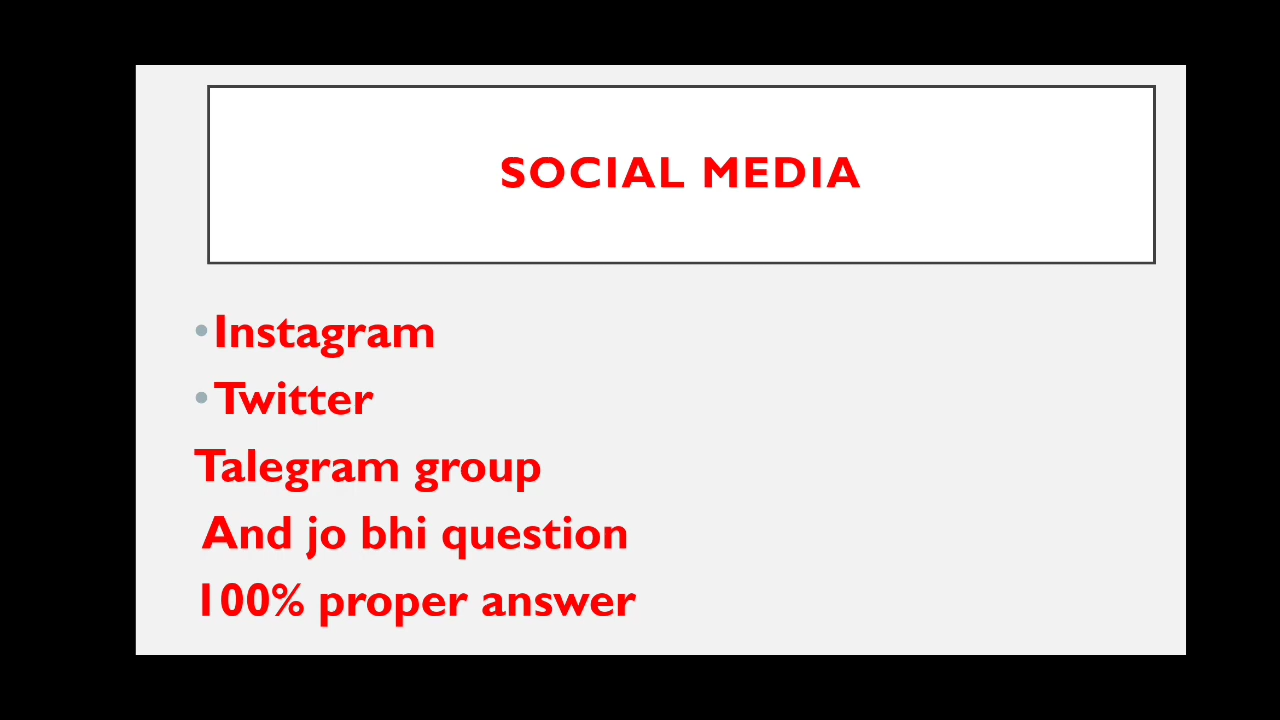 SOCIAL MEDIA
• Instagram
• Twitter
Talegram group
And jo bhi question
100% proper answer